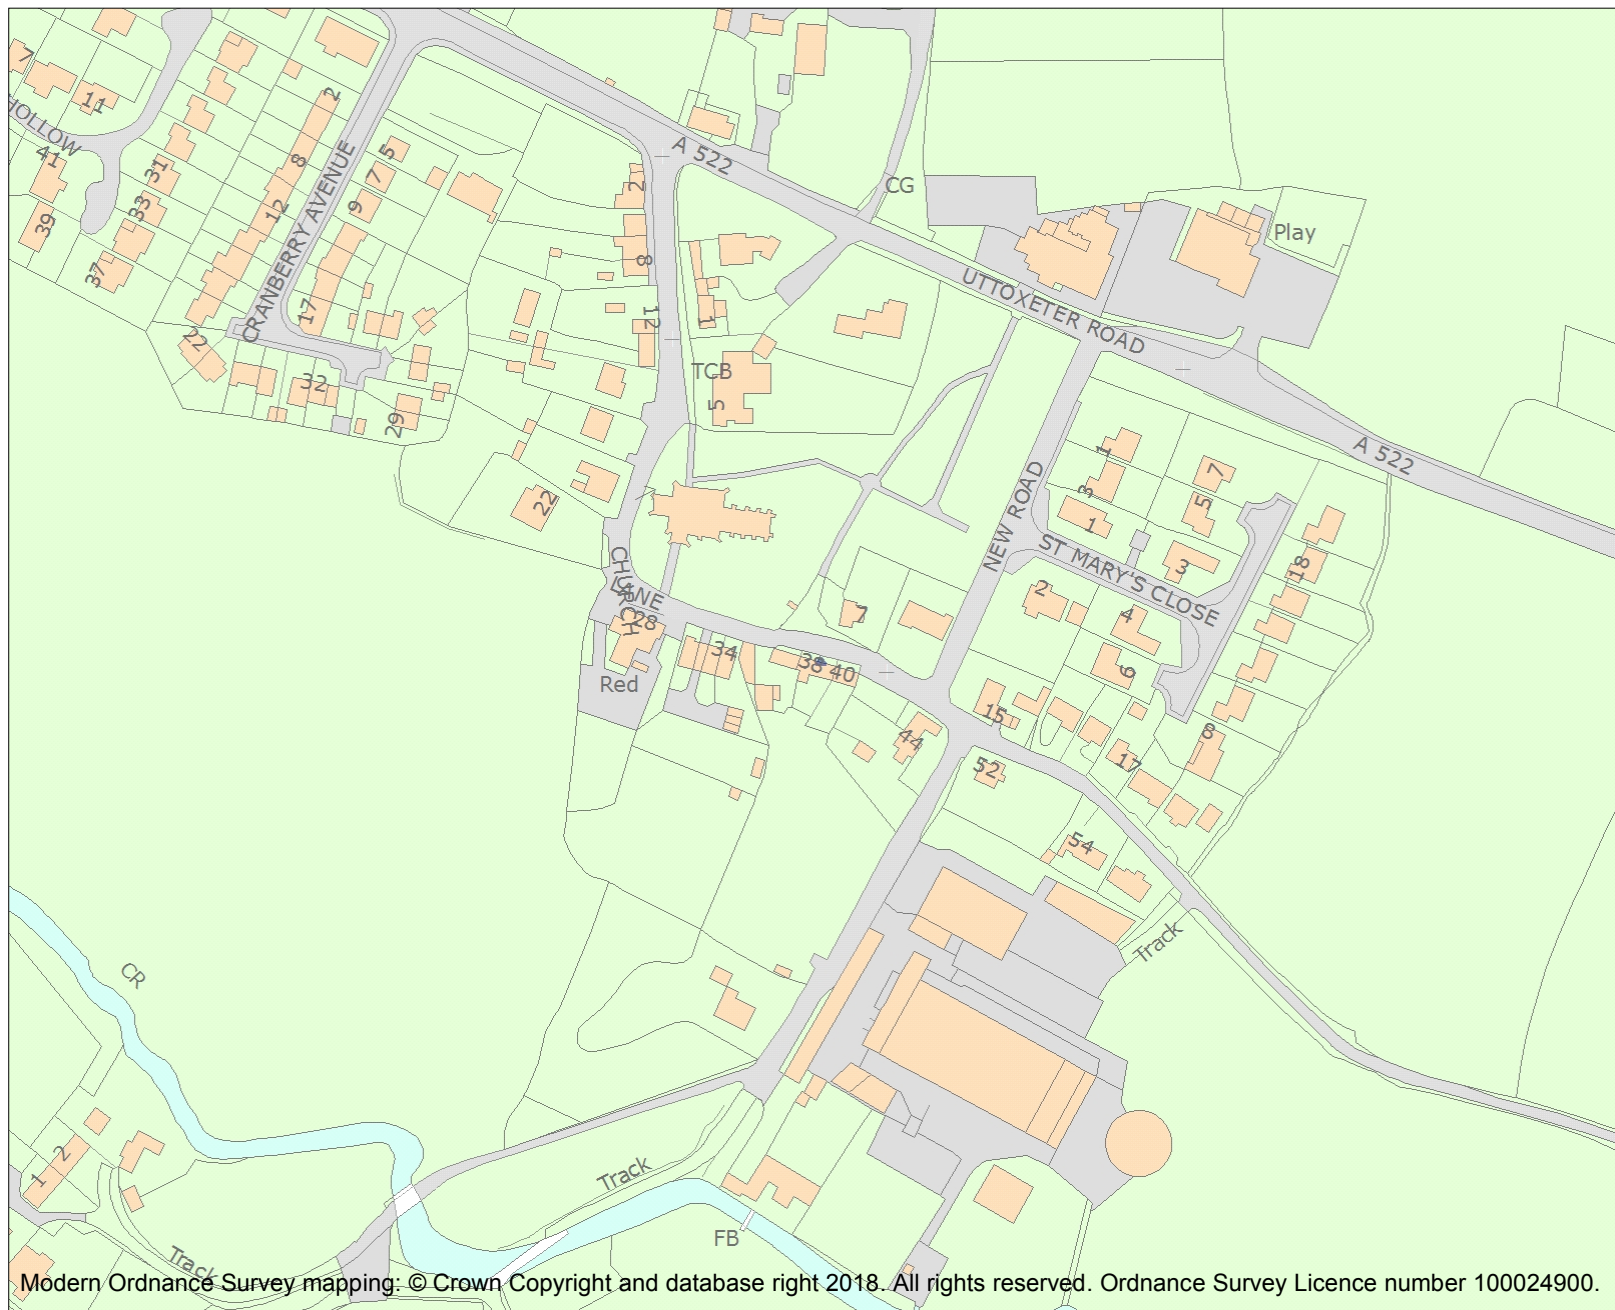 7
11
HOLLOW
41
39
31
33
37
2
8
12
CRANBERRY AVENUE
5
7
9
17
22
32
29
A 522
2
8
12
1
TCB
5
22
CG
Play
UTTOXETER ROAD
A 522
NEW ROAD
1
3
1
7
5
3
ST MARY'S CLOSE
18
2
4
6
8
CHURCH
LANE
28
34
38
40
7
Red
44
15
52
17
54
Track
CR
1
2
Track
Track
FB
Modern Ordnance Survey mapping: © Crown Copyright and database right 2018. All rights reserved. Ordnance Survey Licence number 100024900.